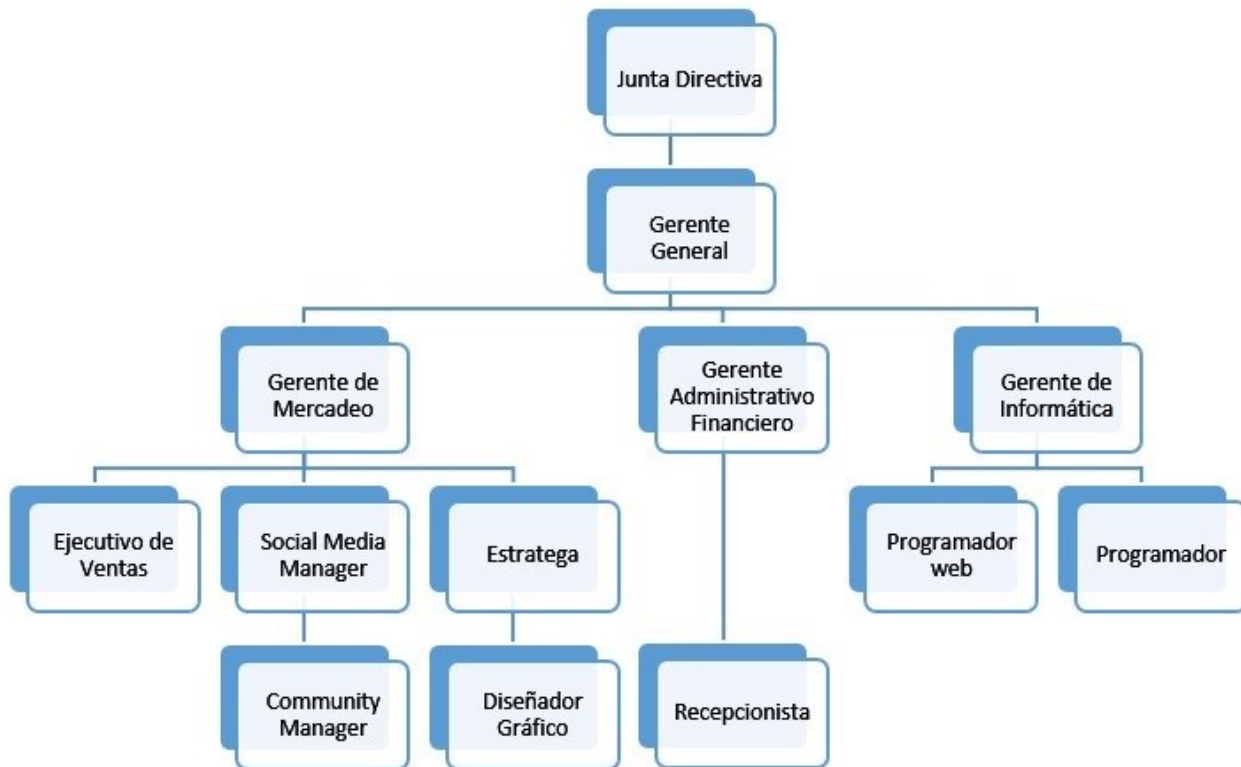 Junta Directiva
Gerente
General
Gerente de
Mercadeo
Gerente
Administrativo
Financiero
Gerente de
Informática
Ejecutivo de
Ventas
Social Media
Manager
Estratega
Programador
web
Programador
Community
Manager
Diseñador
Gráfico
Recepcionista